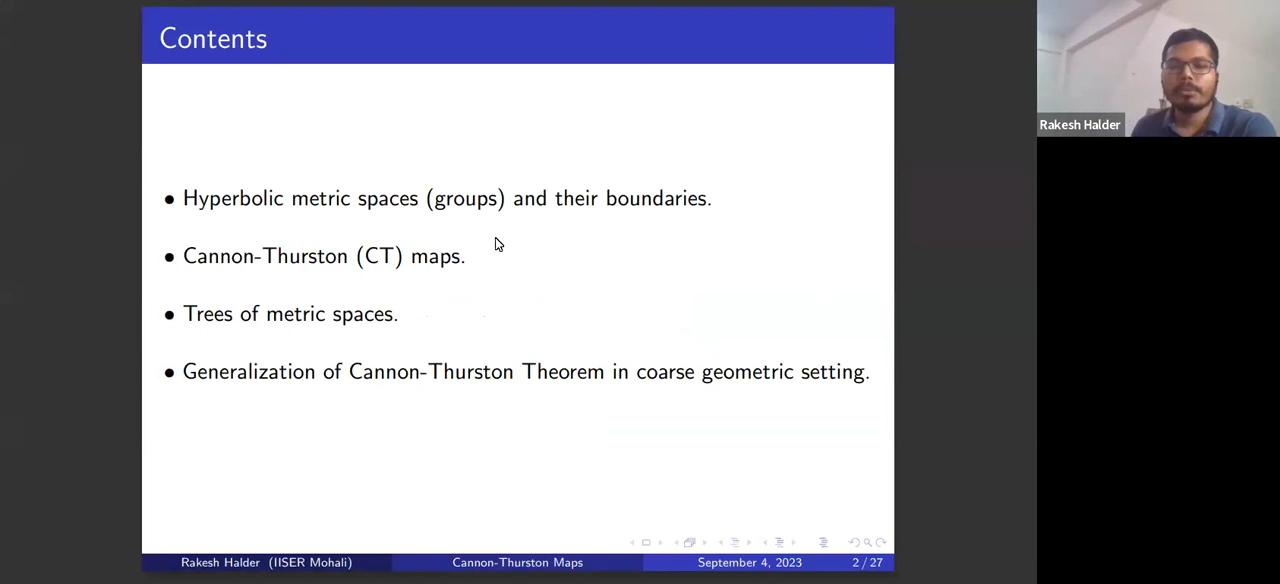 Contents
Rakesh Halder
• Hyperbolic metric spaces (groups) and their boundaries.
• Cannon-Thurston (CT) maps.
• Trees of metric spaces.
• Generalization of Cannon-Thurston Theorem in coarse geometric setting.
Rakesh Halder (IISER Mohali) Cannon-Thurston Maps September 4, 2023 2 / 27